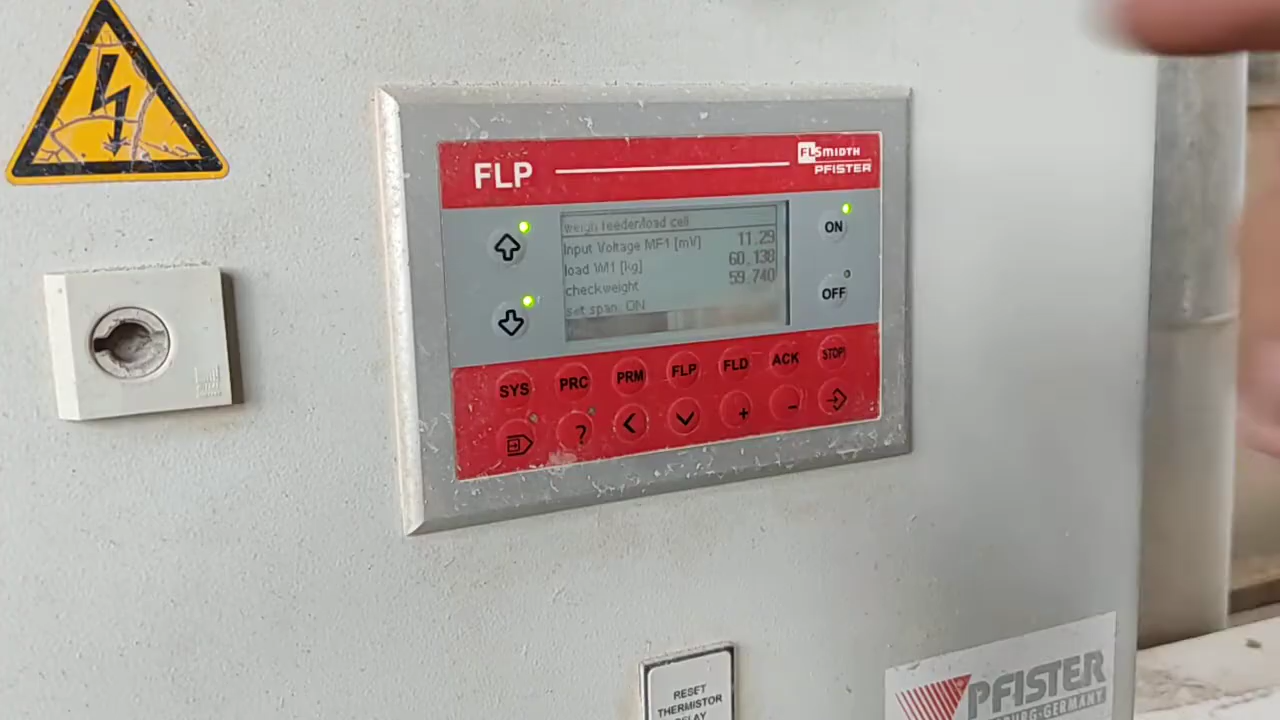 FLP
FLSMIDTH
PFISTER
weigh feeder/load cell
Input Voltage MF1 [mV] 11.29
load WI1 [kg] 60.138
checkweight 59.740
set span: ON
ON
OFF
SYS PRC PRM FLP FLD ACK STOP
? + -
RESET
THERMISTOR
PFISTER
GERMANY